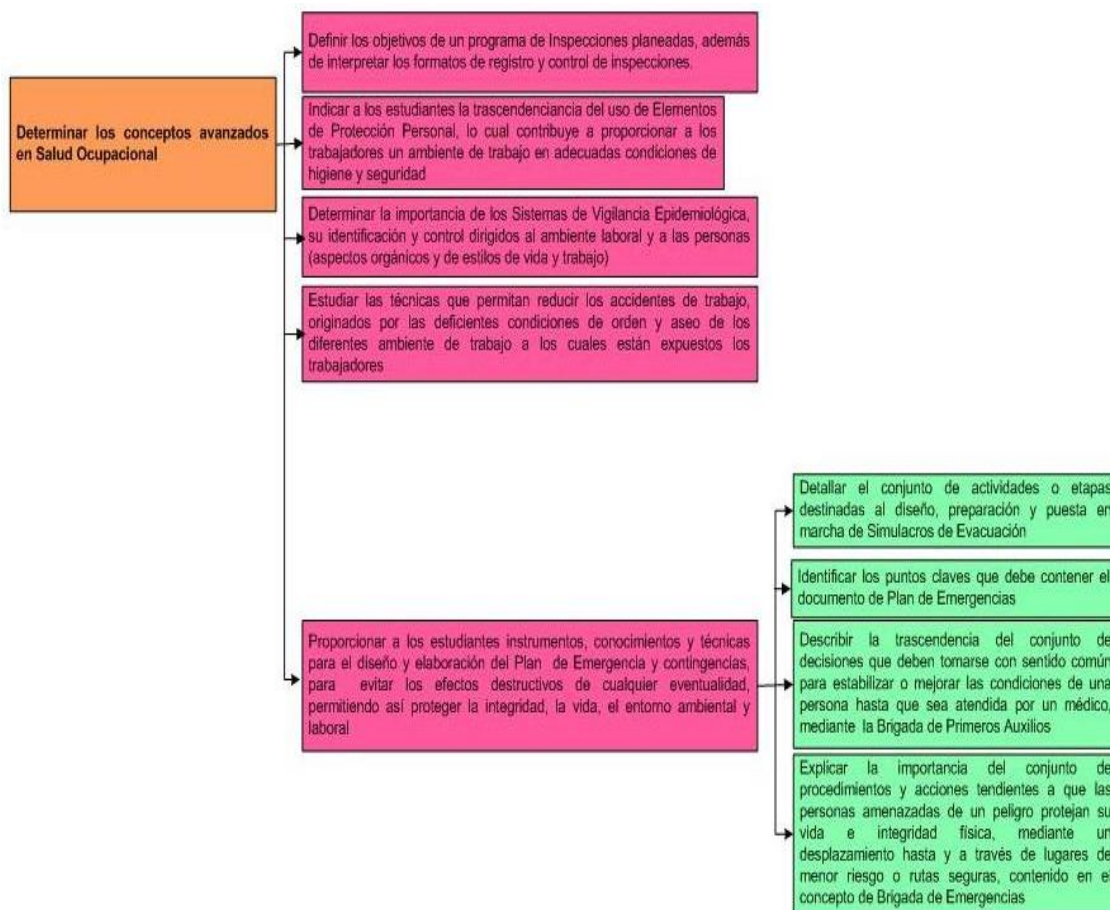 Definir los objetivos de un programa de Inspecciones planeadas, además
de interpretar los formatos de registro y control de inspecciones.
Determinar los conceptos avanzados
en Salud Ocupacional
Indicar a los estudiantes la trascendenciancia del uso de Elementos
de Protección Personal, lo cual contribuye a proporcionar a los
trabajadores un ambiente de trabajo en adecuadas condiciones de
higiene y seguridad
Determinar la importancia de los Sistemas de Vigilancia Epidemiológica,
su identificación y control dirigidos al ambiente laboral y a las personas
(aspectos orgánicos y de estilos de vida y trabajo)
Estudiar las técnicas que permitan reducir los accidentes de trabajo,
originados por las deficientes condiciones de orden y aseo de los
diferentes ambiente de trabajo a los cuales están expuestos los
trabajadores
Proporcionar a los estudiantes instrumentos, conocimientos y técnicas
para el diseño y elaboración del Plan de Emergencia y contingencias,
para evitar los efectos destructivos de cualquier eventualidad,
permitiendo así proteger la integridad, la vida, el entorno ambiental y
laboral
Detallar el conjunto de actividades o etapas
destinadas al diseño, preparación y puesta en
marcha de Simulacros de Evacuación
Identificar los puntos claves que debe contener el
documento de Plan de Emergencias
Describir la trascendencia del conjunto de
decisiones que deben tomarse con sentido común
para estabilizar o mejorar las condiciones de una
persona hasta que sea atendida por un médico,
mediante la Brigada de Primeros Auxilios
Explicar la importancia del conjunto de
procedimientos y acciones tendientes a que las
personas amenazadas de un peligro protejan su
vida e integridad física, mediante un
desplazamiento hasta y a través de lugares de
menor riesgo o rutas seguras, contenido en el
concepto de Brigada de Emergencias